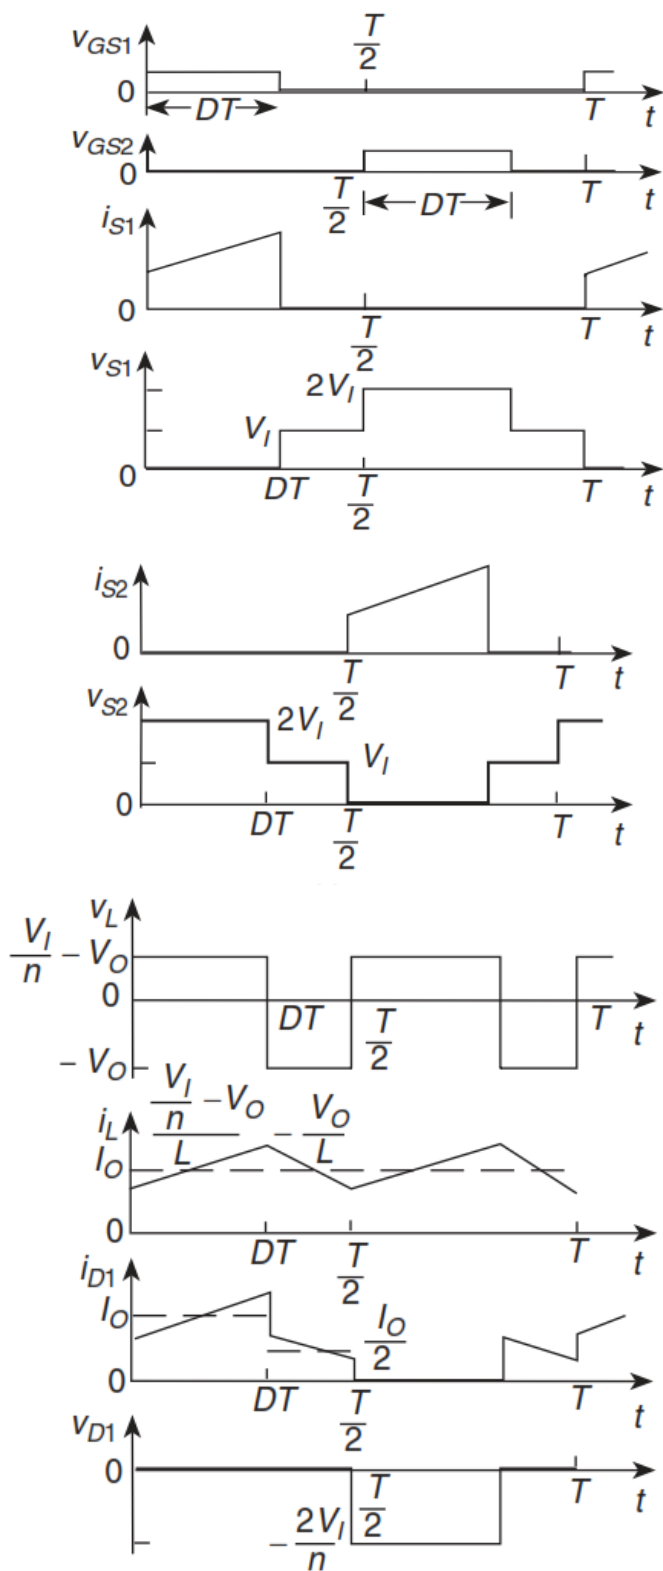 v_GS1
T/2
0
DT
T
t
v_GS2
0
T/2
DT
T
t
i_S1
0
T/2
T
t
v_S1
2V_I
V_I
0
DT
T/2
T
t
i_S2
0
T/2
T
t
v_S2
2V_I
V_I
0
DT
T/2
T
t
v_L
V_I/n − V_O
0
DT
T/2
T
t
− V_O
i_L
(V_I/n − V_O)/L
− V_O/L
I_O
0
DT
T/2
T
t
i_D1
I_O
I_O/2
0
DT
T/2
T
t
v_D1
0
T/2
T
t
− 2V_I/n